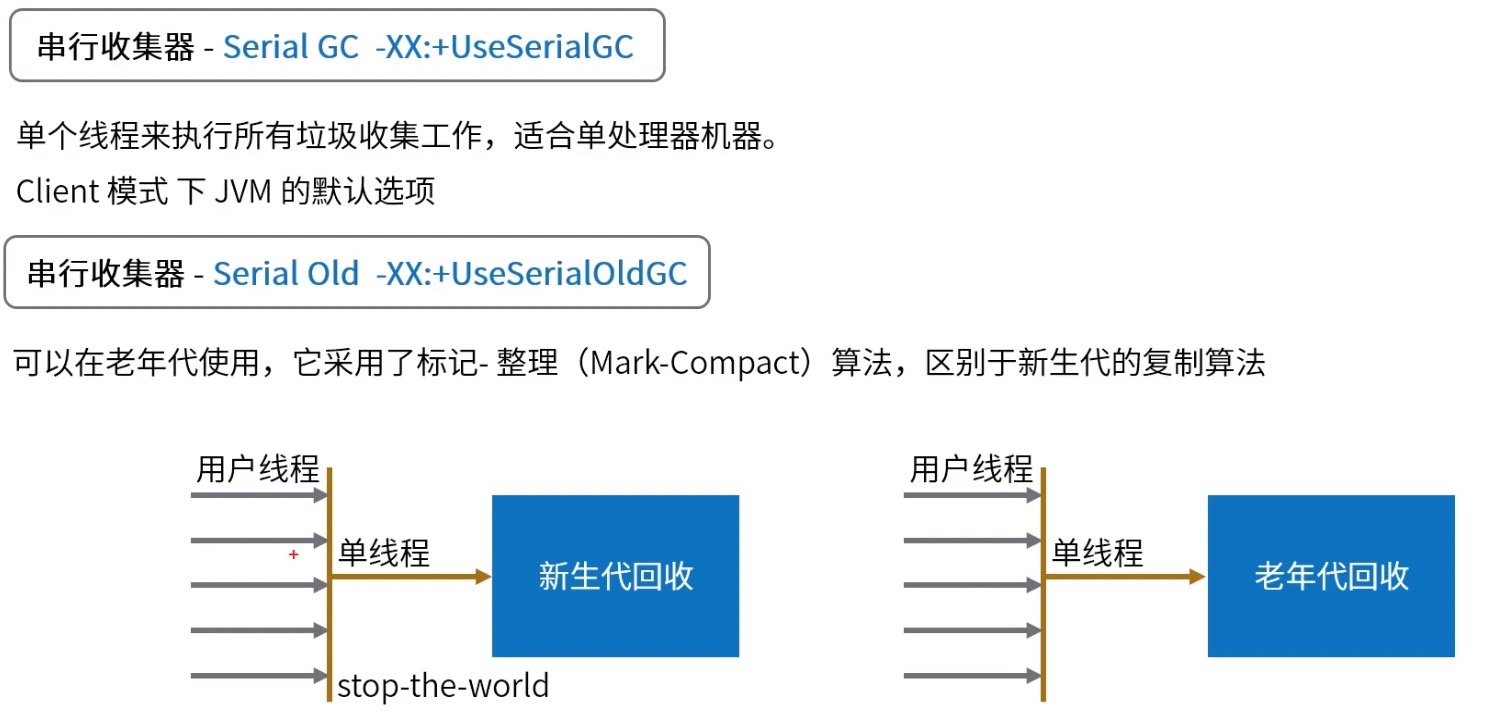 串行收集器 - Serial GC -XX:+UseSerialGC
单个线程来执行所有垃圾收集工作，适合单处理器机器。
Client 模式 下 JVM 的默认选项
串行收集器 - Serial Old -XX:+UseSerialOldGC
可以在老年代使用，它采用了标记- 整理（Mark-Compact）算法，区别于新生代的复制算法
用户线程
单线程
新生代回收
stop-the-world
用户线程
单线程
老年代回收